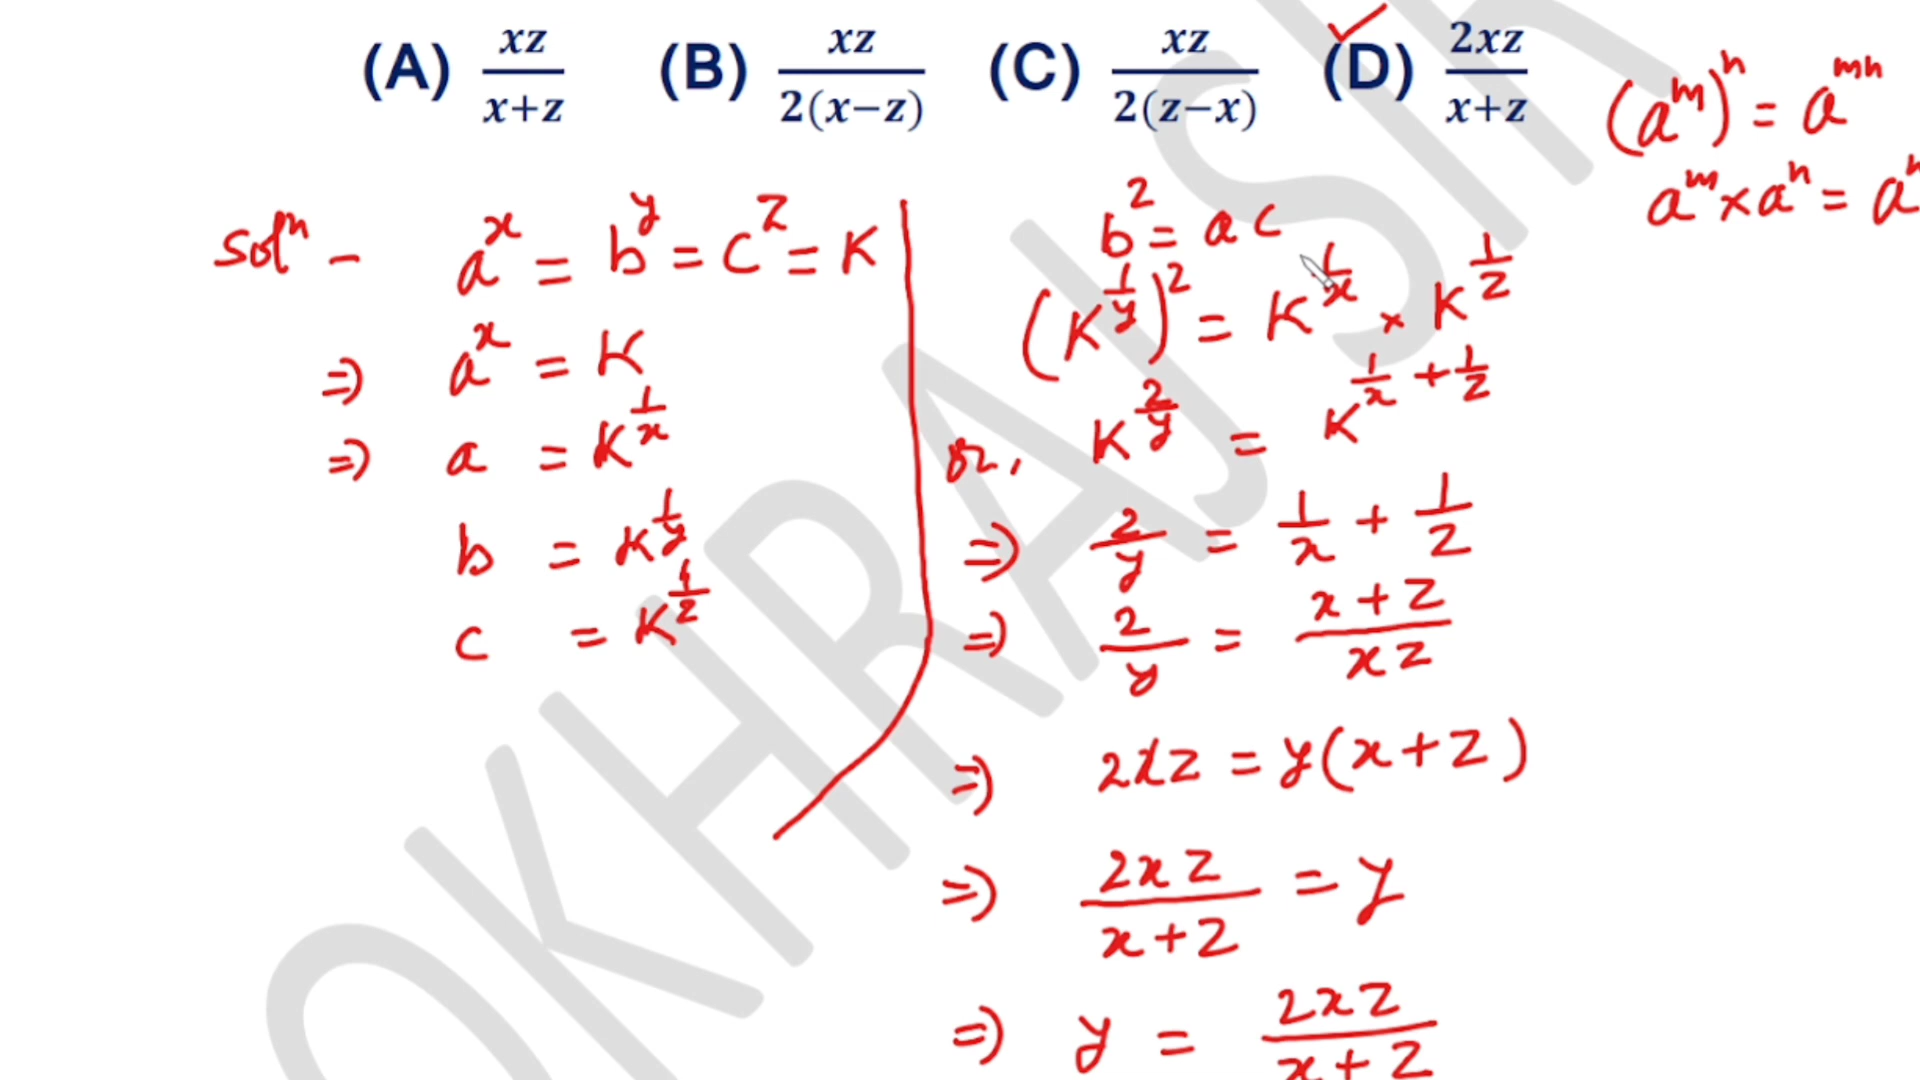 (A) xz/(x+z) (B) xz/2(x−z) (C) xz/2(z−x) (D) 2xz/(x+z)
(a^m)^n = a^mn
a^m × a^n = a
Sol^n - a^x = b^y = c^z = K
⇒ a^x = K
⇒ a = K^(1/x)
b = K^(1/y)
c = K^(1/z)
b^2 = ac
(K^(1/y))^2 = K^(1/x) × K^(1/z)
or, K^(2/y) = K^(1/x + 1/z)
⇒ 2/y = 1/x + 1/z
⇒ 2/y = (x+z)/xz
⇒ 2xz = y(x+z)
⇒ 2xz/(x+z) = y
⇒ y = 2xz/(x+z)